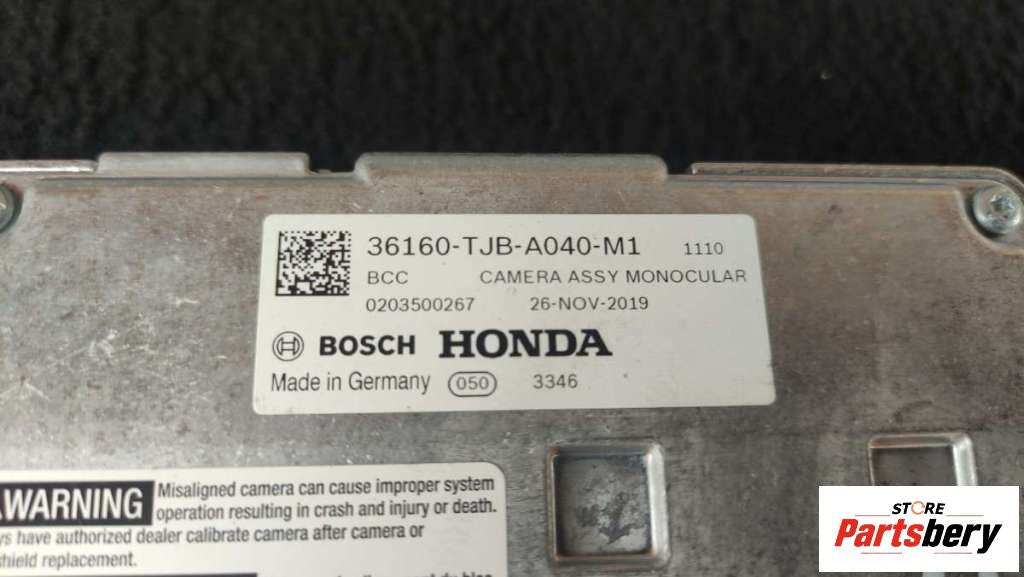 36160-TJB-A040-M1 1110
BCC CAMERA ASSY MONOCULAR
0203500267 26-NOV-2019
BOSCH HONDA
Made in Germany 050 3346
WARNING Misaligned camera can cause improper system
operation resulting in crash and injury or death.
have authorized dealer calibrate camera after camera or
replacement.
STORE
Partsbery